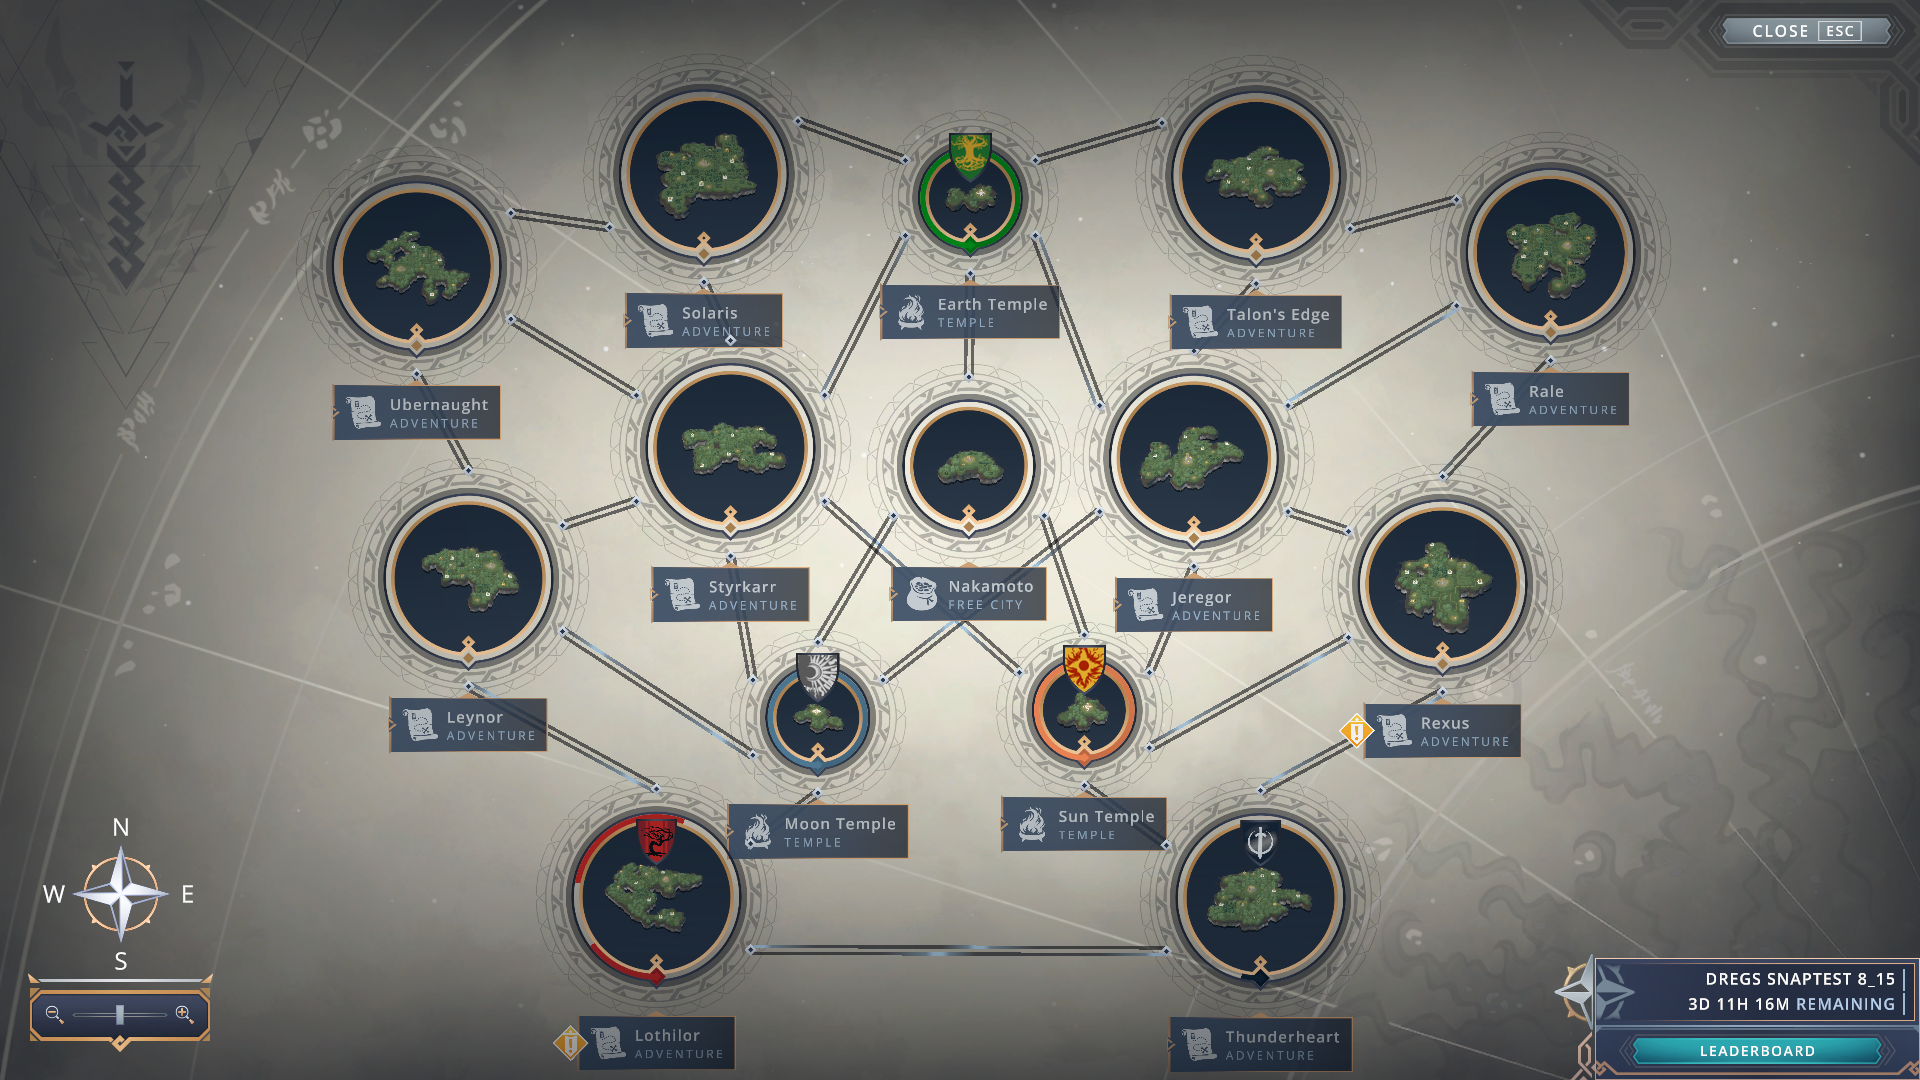 CLOSE ESC
Solaris
ADVENTURE
Earth Temple
TEMPLE
Talon's Edge
ADVENTURE
Ubernaught
ADVENTURE
Rale
ADVENTURE
Styrkarr
ADVENTURE
Nakamoto
FREE CITY
Jeregor
ADVENTURE
Leynor
ADVENTURE
Rexus
ADVENTURE
Moon Temple
TEMPLE
Sun Temple
TEMPLE
Lothilor
ADVENTURE
Thunderheart
ADVENTURE
N
W E
S
DREGS SNAPTEST 8_15
3D 11H 16M REMAINING
LEADERBOARD